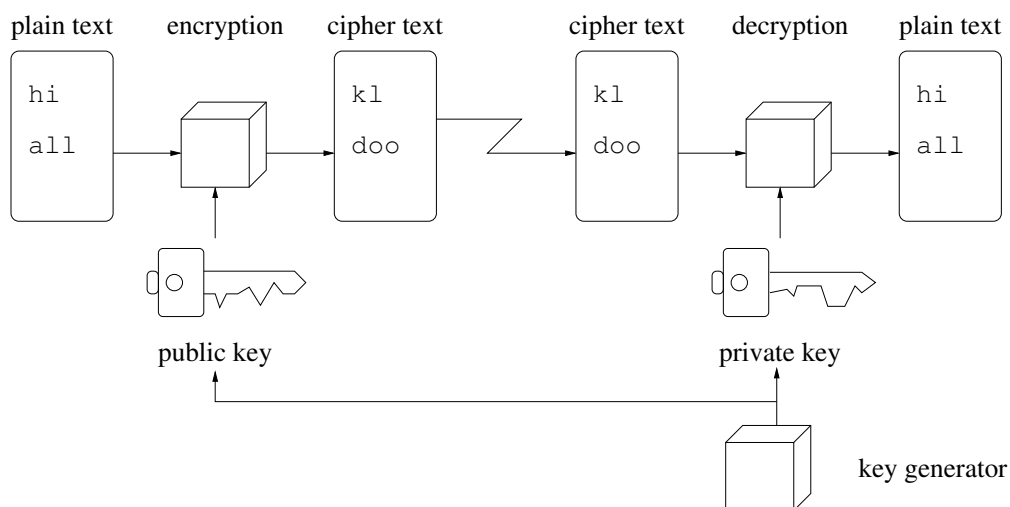 plain text
encryption
cipher text
cipher text
decryption
plain text
hi
all
kl
doo
kl
doo
hi
all
public key
private key
key generator